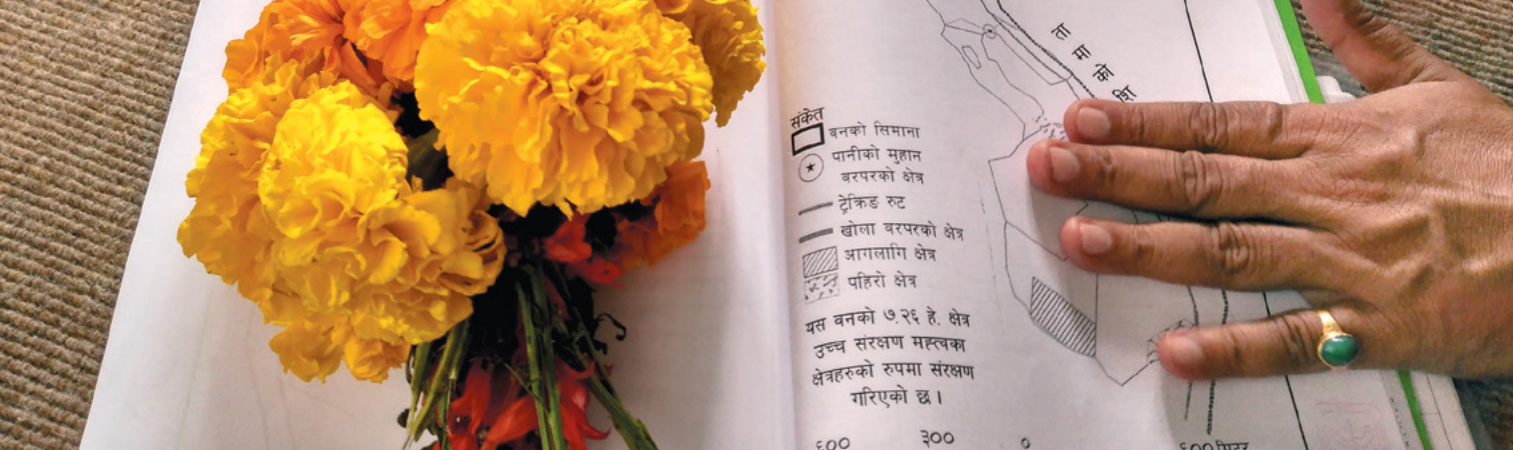 ता म को शि
संकेत
वनको सिमाना
पानीको मुहान
वरपरको क्षेत्र
ट्रेकिङ रुट
खोला वरपरको क्षेत्र
आगलागि क्षेत्र
पहिरो क्षेत्र
यस वनको ७.२६ हे. क्षेत्र
उच्च संरक्षण महत्वका
क्षेत्रहरुको रुपमा संरक्षण
गरिएको छ।
६०० ३०० ० ६०० मिटर